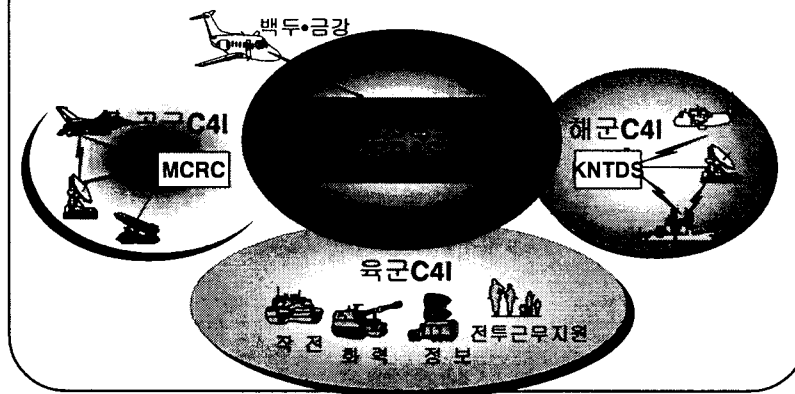 백두•금강
공군C4I
MCRC
해군C4I
KNTDS
육군C4I
작 전
화 력
정 보
전투근무지원